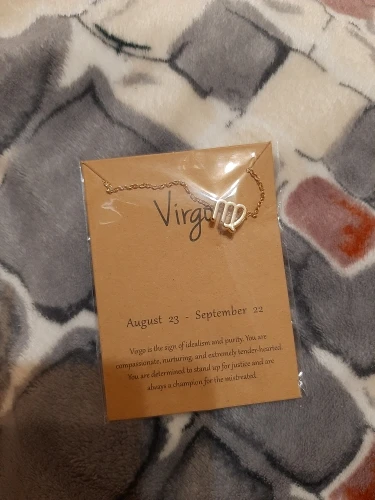 Virgo
August 23 - September 22
Virgo is the sign of idealism and purity. You are
compassionate, nurturing, and extremely tender-hearted.
You are determined to stand up for justice and are
always a champion for the mistreated.